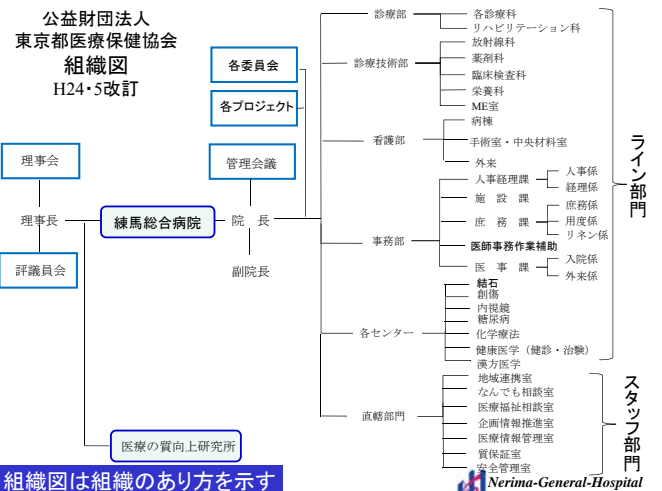 公益財団法人
東京都医療保健協会
組織図
H24・5改訂
各委員会
各プロジェクト
理事会
理事長
評議員会
練馬総合病院
管理会議
院 長
副院長
医療の質向上研究所
診療部
各診療科
リハビリテーション科
診療技術部
放射線科
薬剤科
臨床検査科
栄養科
ME室
看護部
病棟
手術室・中央材料室
外来
事務部
人事経理課
人事係
経理係
施 設 課
庶 務 課
庶務係
用度係
リネン係
医師事務作業補助
医 事 課
入院係
外来係
各センター
結石
創傷
内視鏡
糖尿病
化学療法
健康医学（健診・治験）
漢方医学
直轄部門
地域連携室
なんでも相談室
医療福祉相談室
企画情報推進室
医療情報管理室
質保証室
安全管理室
ライン部門
スタッフ部門
組織図は組織のあり方を示す
Nerima-General-Hospital